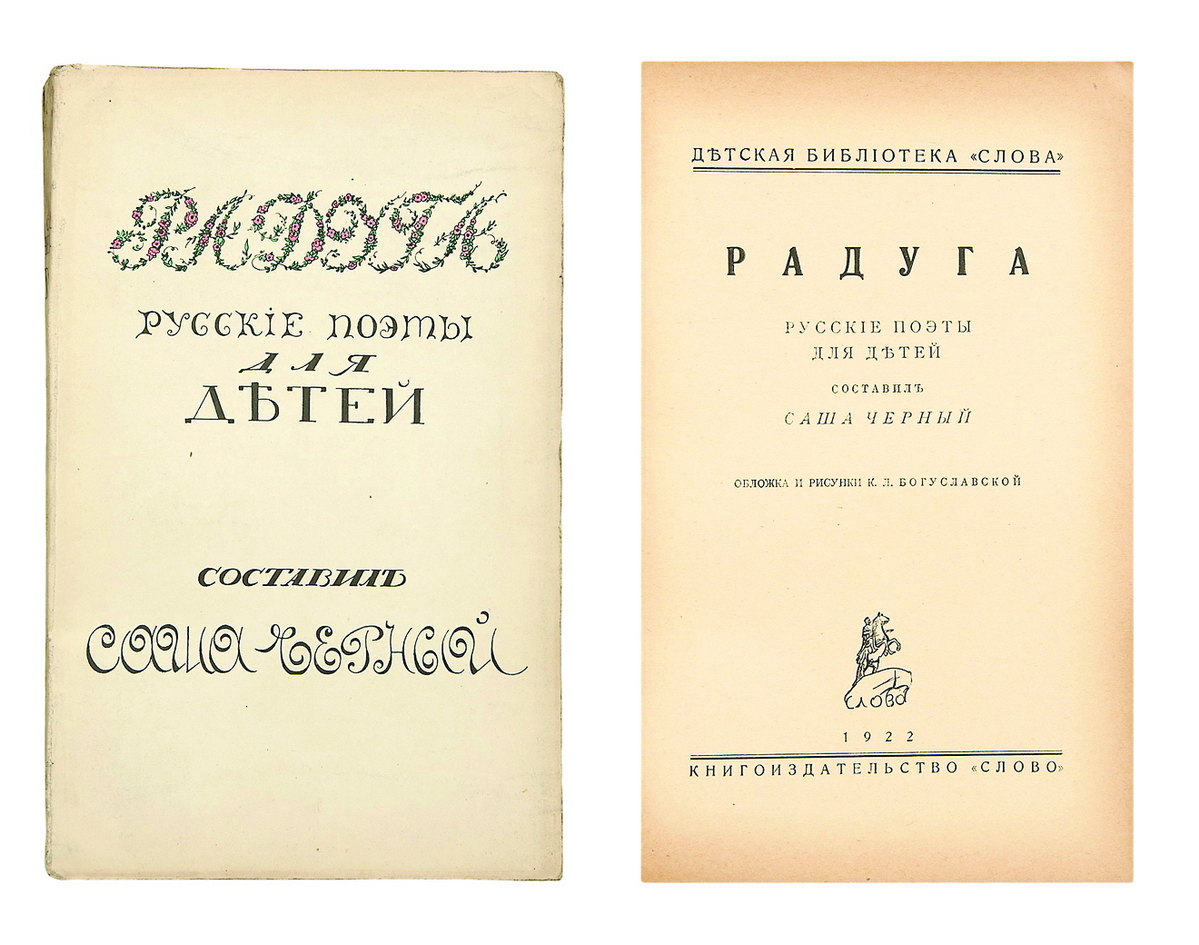 РАДУГА
РУССКІЕ ПОЭТЫ
ДЛЯ
ДѢТЕЙ
СОСТАВИЛЪ
САША ЧЕРНЫЙ
ДѢТСКАЯ БИБЛІОТЕКА «СЛОВА»
РАДУГА
РУССКІЕ ПОЭТЫ
ДЛЯ ДѢТЕЙ
СОСТАВИЛЪ
САША ЧЕРНЫЙ
ОБЛОЖКА И РИСУНКИ К. Л. БОГУСЛАВСКОЙ
СЛОВО
1922
КНИГОИЗДАТЕЛЬСТВО «СЛОВО»